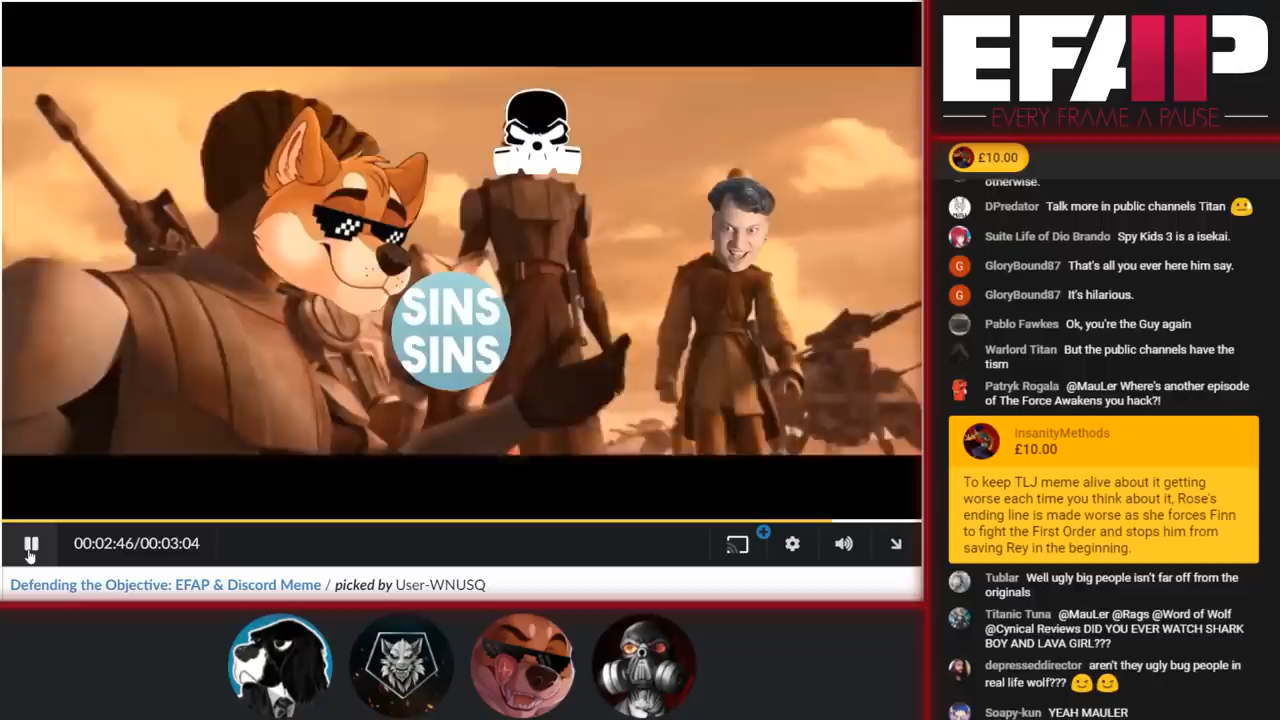 SINS
SINS
00:02:46/00:03:04
Defending the Objective: EFAP & Discord Meme / picked by User-WNUSQ
EFAP
EVERY FRAME A PAUSE
£10.00
otherwise.
DPredator Talk more in public channels Titan
Suite Life of Dio Brando Spy Kids 3 is a isekai.
G GloryBound87 That's all you ever here him say.
G GloryBound87 It's hilarious.
Pablo Fawkes Ok, you're the Guy again
Warlord Titan But the public channels have the
tism
Patryk Rogala @MauLer Where's another episode
of The Force Awakens you hack?!
InsanityMethods
£10.00
To keep TLJ meme alive about it getting
worse each time you think about it, Rose's
ending line is made worse as she forces Finn
to fight the First Order and stops him from
saving Rey in the beginning.
Tublar Well ugly big people isn't far off from the
originals
Titanic Tuna @MauLer @Rags @Word of Wolf
@Cynical Reviews DID YOU EVER WATCH SHARK
BOY AND LAVA GIRL???
depresseddirector aren't they ugly bug people in
real life wolf???
Soapy-kun YEAH MAULER